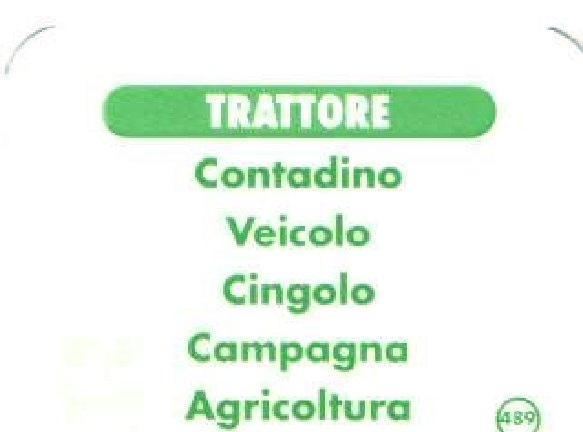 TRATTORE
Contadino
Veicolo
Cingolo
Campagna
Agricoltura
489